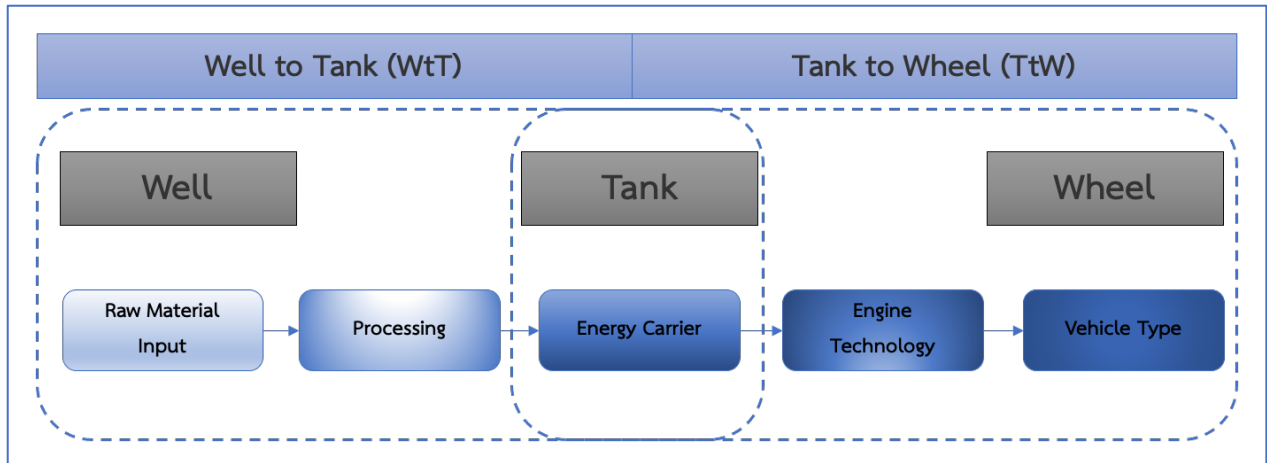 Well to Tank (WtT)
Tank to Wheel (TtW)
Well
Tank
Wheel
Raw Material
Input
Processing
Energy Carrier
Engine
Technology
Vehicle Type